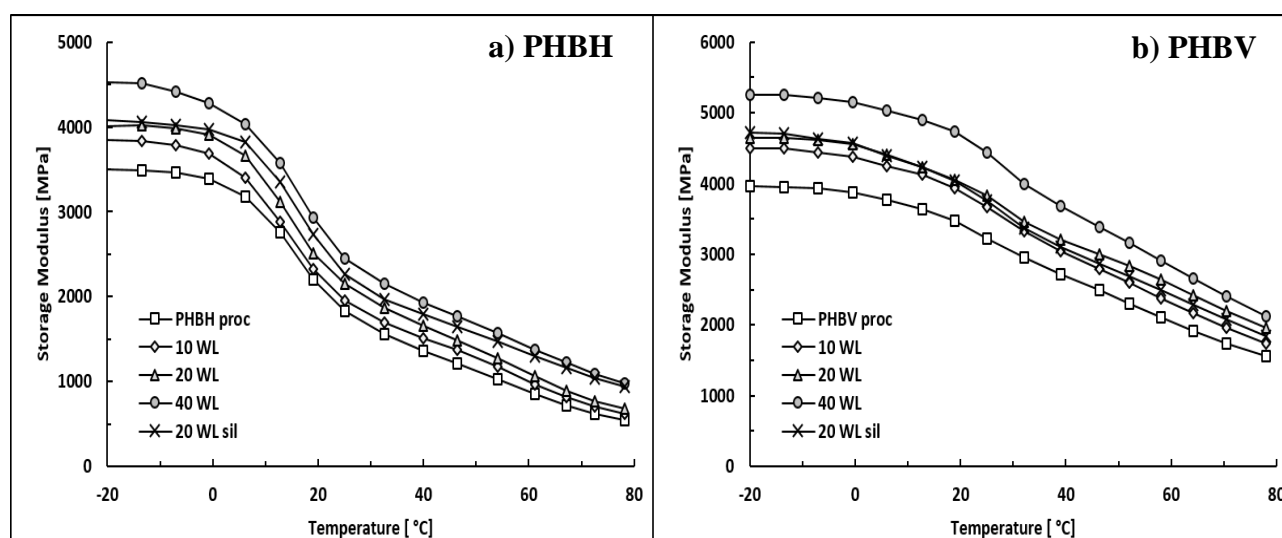 a) PHBH
5000
4000
3000
2000
1000
0
Storage Modulus [MPa]
PHBH proc
10 WL
20 WL
40 WL
20 WL sil
-20 0 20 40 60 80
Temperature [ °C]
b) PHBV
6000
5000
4000
3000
2000
1000
0
Storage Modulus [MPa]
PHBV proc
10 WL
20 WL
40 WL
20 WL sil
-20 0 20 40 60 80
Temperature [ °C]